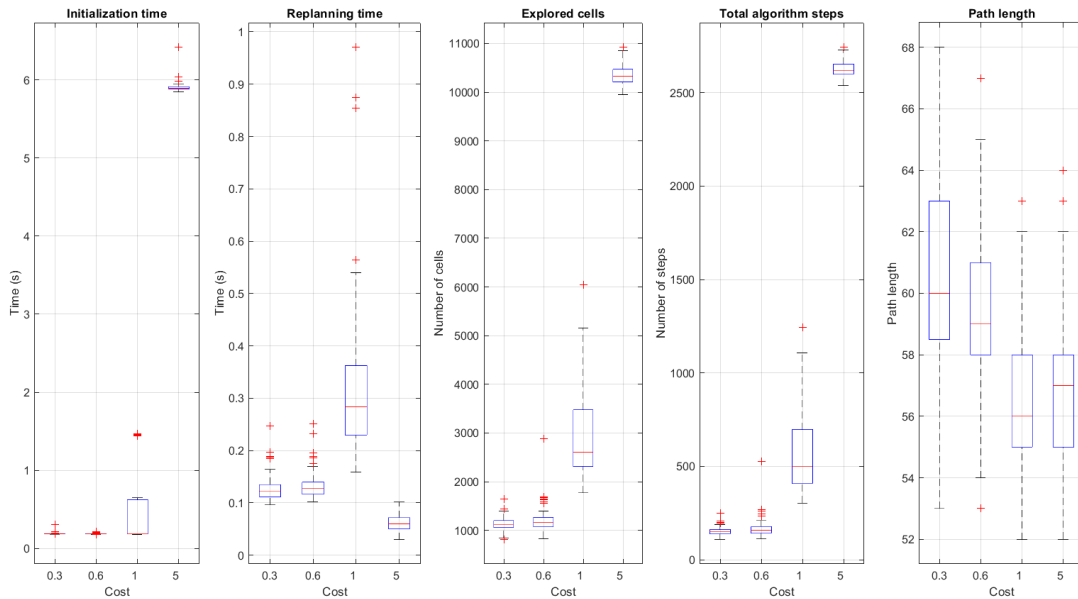 Initialization time
Time (s)
6
5
4
3
2
1
0
0.3 0.6 1 5
Cost
Replanning time
Time (s)
1
0.9
0.8
0.7
0.6
0.5
0.4
0.3
0.2
0.1
0
0.3 0.6 1 5
Cost
Explored cells
Number of cells
11000
10000
9000
8000
7000
6000
5000
4000
3000
2000
1000
0.3 0.6 1 5
Cost
Total algorithm steps
Number of steps
2500
2000
1500
1000
500
0
0.3 0.6 1 5
Cost
Path length
Path length
68
66
64
62
60
58
56
54
52
0.3 0.6 1 5
Cost